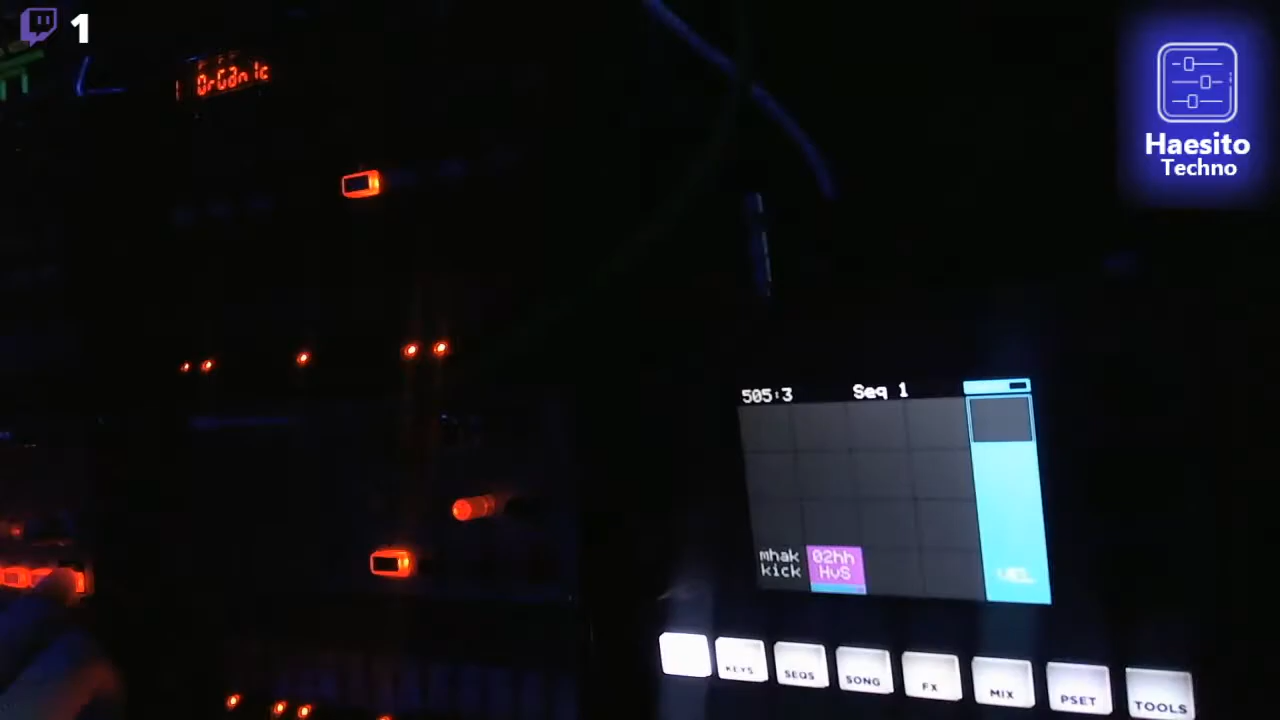 1
OrGanic
Haesito
Techno
505:3
Seq 1
mhak
kick
02hh
HvS
VEL
KEYS
SEQS
SONG
FX
MIX
PSET
TOOLS